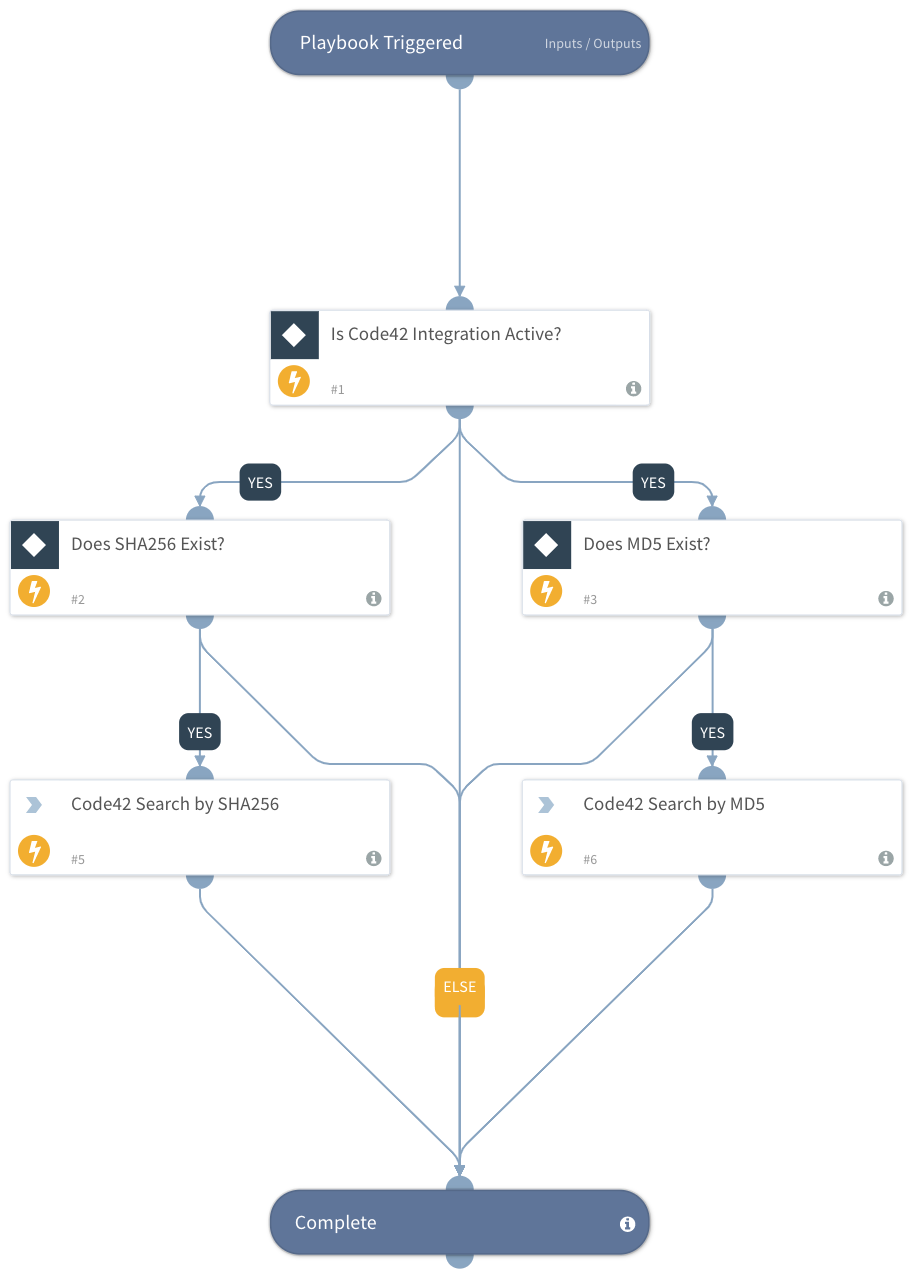 Playbook Triggered
Inputs / Outputs
Is Code42 Integration Active?
#1
YES
YES
Does SHA256 Exist?
#2
Does MD5 Exist?
#3
YES
YES
Code42 Search by SHA256
#5
Code42 Search by MD5
#6
ELSE
Complete